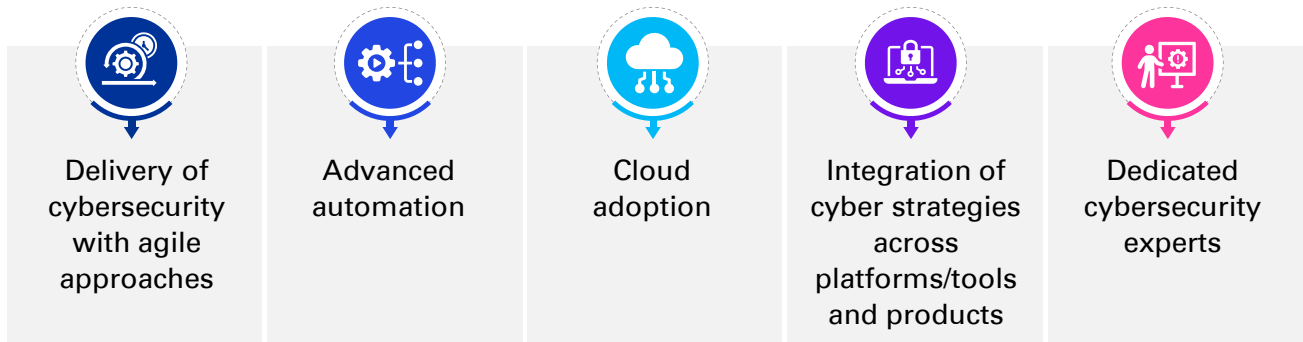 Delivery of
cybersecurity
with agile
approaches
Advanced
automation
Cloud
adoption
Integration of
cyber strategies
across
platforms/tools
and products
Dedicated
cybersecurity
experts